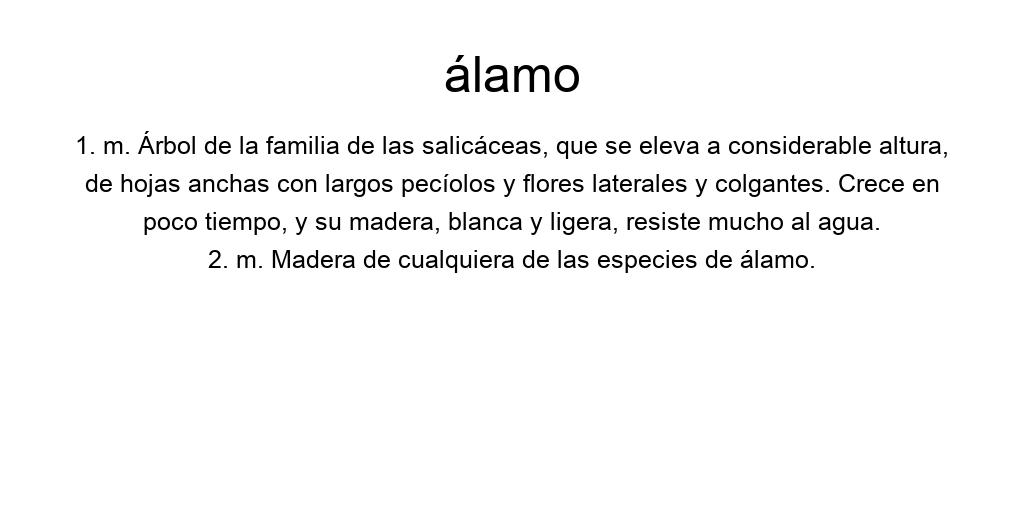 álamo
1. m. Árbol de la familia de las salicáceas, que se eleva a considerable altura,
de hojas anchas con largos pecíolos y flores laterales y colgantes. Crece en
poco tiempo, y su madera, blanca y ligera, resiste mucho al agua.
2. m. Madera de cualquiera de las especies de álamo.